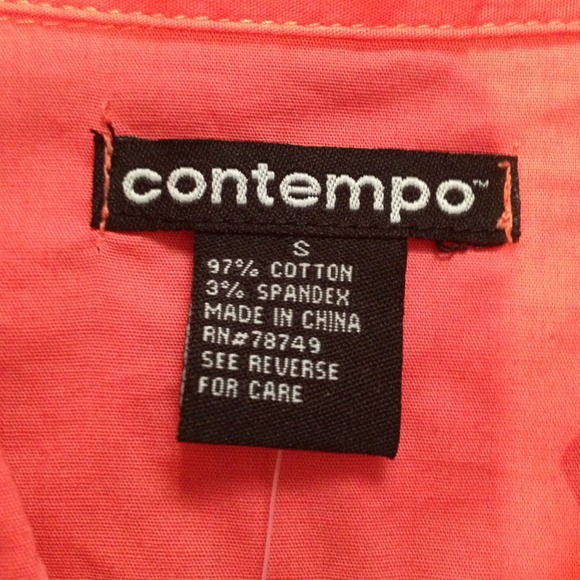 contempo™
S
97% COTTON
3% SPANDEX
MADE IN CHINA
RN#78749
SEE REVERSE
FOR CARE